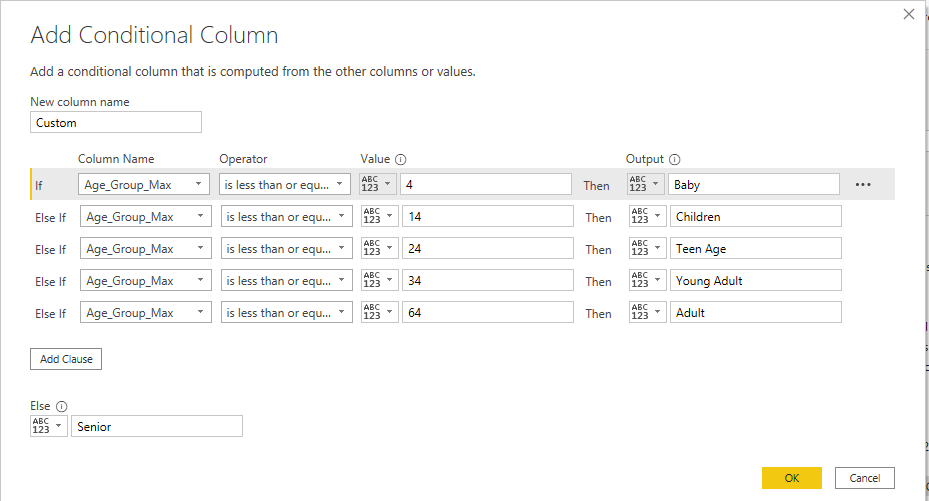 Add Conditional Column
Add a conditional column that is computed from the other columns or values.
New column name
Custom
Column Name Operator Value Output
If Age_Group_Max is less than or equ... ABC 123 4 Then ABC 123 Baby ...
Else If Age_Group_Max is less than or equ... ABC 123 14 Then ABC 123 Children
Else If Age_Group_Max is less than or equ... ABC 123 24 Then ABC 123 Teen Age
Else If Age_Group_Max is less than or equ... ABC 123 34 Then ABC 123 Young Adult
Else If Age_Group_Max is less than or equ... ABC 123 64 Then ABC 123 Adult
Add Clause
Else
ABC 123 Senior
OK Cancel